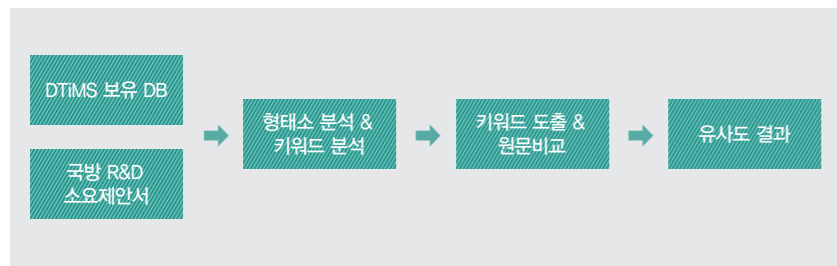 DTiMS 보유 DB
국방 R&D
소요제안서
형태소 분석 &
키워드 분석
키워드 도출 &
원문비교
유사도 결과